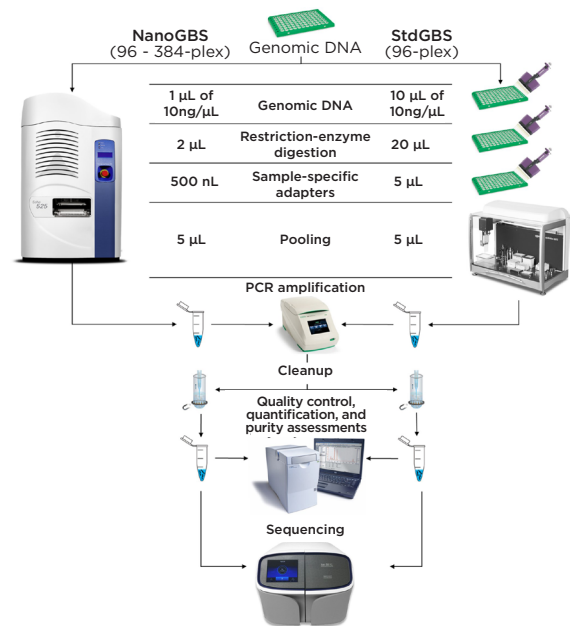 NanoGBS
(96 - 384-plex)
Genomic DNA
StdGBS
(96-plex)
1 µL of
10ng/µL
Genomic DNA
10 µL of
10ng/µL
2 µL
Restriction-enzyme
digestion
20 µL
500 nL
Sample-specific
adapters
5 µL
5 µL
Pooling
5 µL
525
PCR amplification
Cleanup
Quality control,
quantification, and
purity assessments
Sequencing